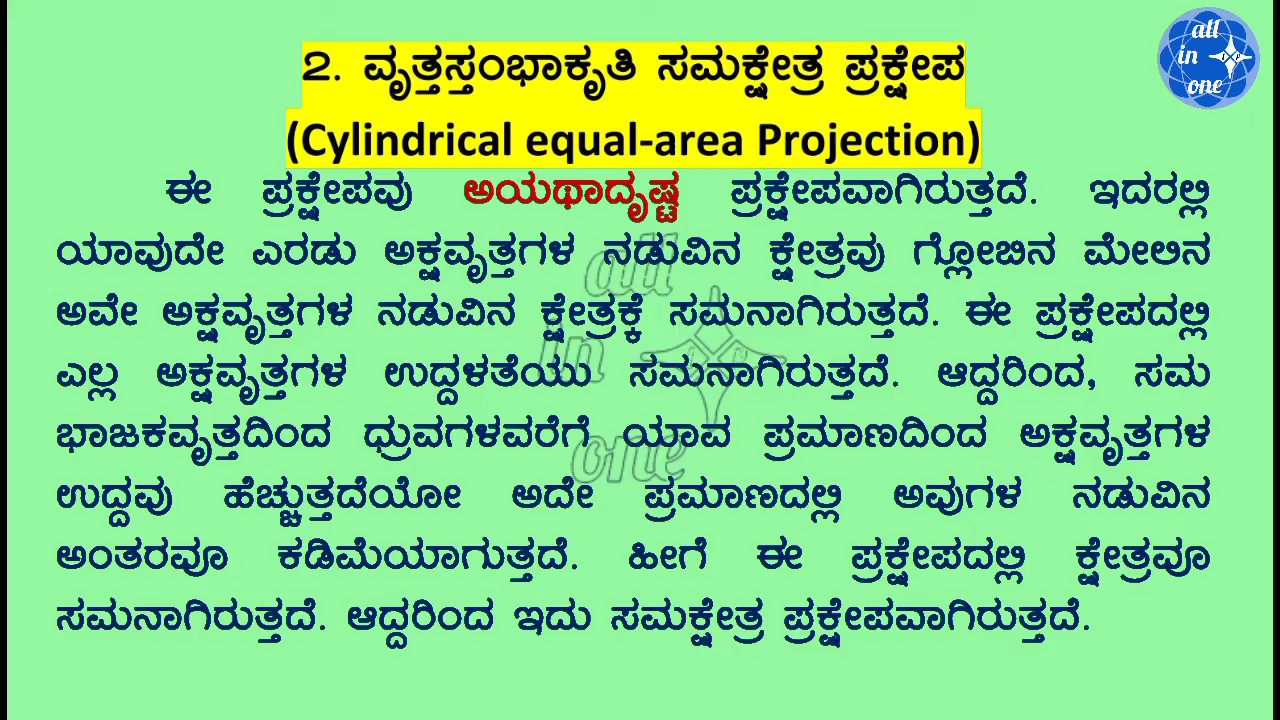 all
in
one
2. ವೃತ್ತಸ್ತಂಭಾಕೃತಿ ಸಮಕ್ಷೇತ್ರ ಪ್ರಕ್ಷೇಪ
(Cylindrical equal-area Projection)
ಈ ಪ್ರಕ್ಷೇಪವು ಅಯಥಾದೃಷ್ಟ ಪ್ರಕ್ಷೇಪವಾಗಿರುತ್ತದೆ. ಇದರಲ್ಲಿ
ಯಾವುದೇ ಎರಡು ಅಕ್ಷವೃತ್ತಗಳ ನಡುವಿನ ಕ್ಷೇತ್ರವು ಗ್ಲೋಬಿನ ಮೇಲಿನ
ಅವೇ ಅಕ್ಷವೃತ್ತಗಳ ನಡುವಿನ ಕ್ಷೇತ್ರಕ್ಕೆ ಸಮನಾಗಿರುತ್ತದೆ. ಈ ಪ್ರಕ್ಷೇಪದಲ್ಲಿ
ಎಲ್ಲ ಅಕ್ಷವೃತ್ತಗಳ ಉದ್ದಳತೆಯು ಸಮನಾಗಿರುತ್ತದೆ. ಆದ್ದರಿಂದ, ಸಮ
ಭಾಜಕವೃತ್ತದಿಂದ ಧ್ರುವಗಳವರೆಗೆ ಯಾವ ಪ್ರಮಾಣದಿಂದ ಅಕ್ಷವೃತ್ತಗಳ
ಉದ್ದವು ಹೆಚ್ಚುತ್ತದೆಯೋ ಅದೇ ಪ್ರಮಾಣದಲ್ಲಿ ಅವುಗಳ ನಡುವಿನ
ಅಂತರವೂ ಕಡಿಮೆಯಾಗುತ್ತದೆ. ಹೀಗೆ ಈ ಪ್ರಕ್ಷೇಪದಲ್ಲಿ ಕ್ಷೇತ್ರವೂ
ಸಮನಾಗಿರುತ್ತದೆ. ಆದ್ದರಿಂದ ಇದು ಸಮಕ್ಷೇತ್ರ ಪ್ರಕ್ಷೇಪವಾಗಿರುತ್ತದೆ.
all
in
one